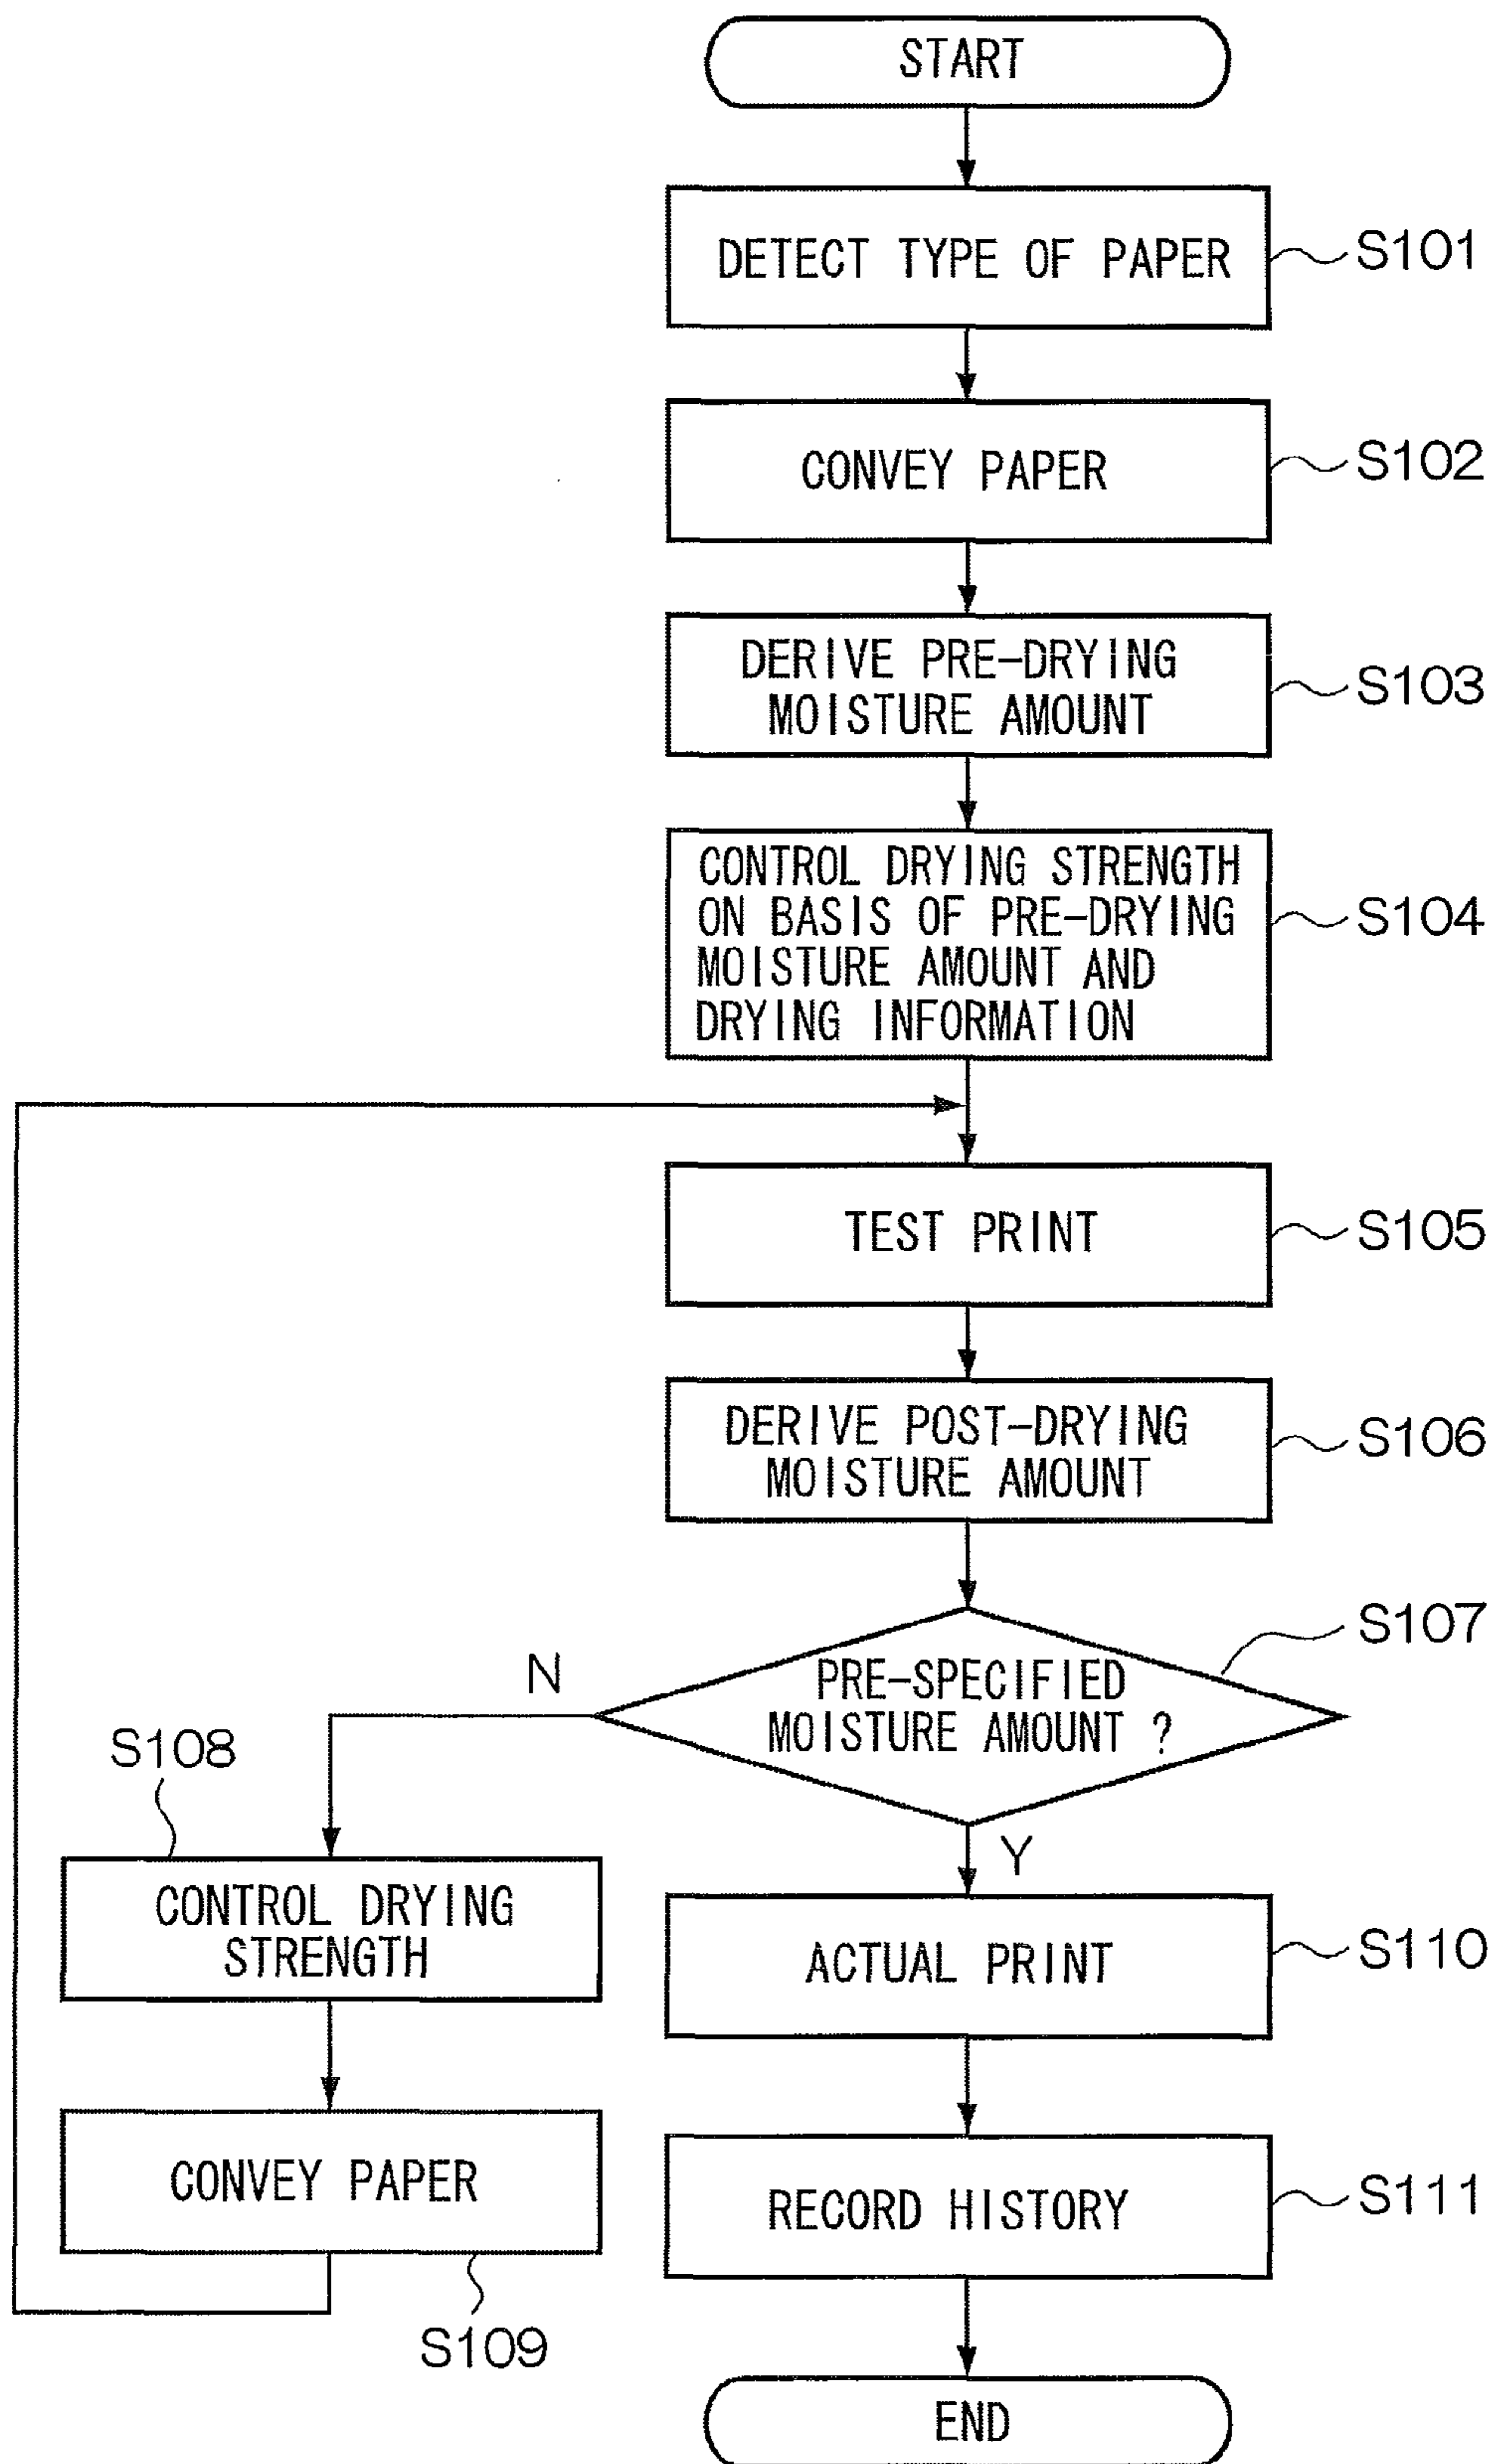 START
DETECT TYPE OF PAPER
S101
CONVEY PAPER
S102
DERIVE PRE-DRYING
MOISTURE AMOUNT
S103
CONTROL DRYING STRENGTH
ON BASIS OF PRE-DRYING
MOISTURE AMOUNT AND
DRYING INFORMATION
S104
TEST PRINT
S105
DERIVE POST-DRYING
MOISTURE AMOUNT
S106
PRE-SPECIFIED
MOISTURE AMOUNT ?
S107
N
Y
S108
CONTROL DRYING
STRENGTH
CONVEY PAPER
S109
ACTUAL PRINT
S110
RECORD HISTORY
S111
END